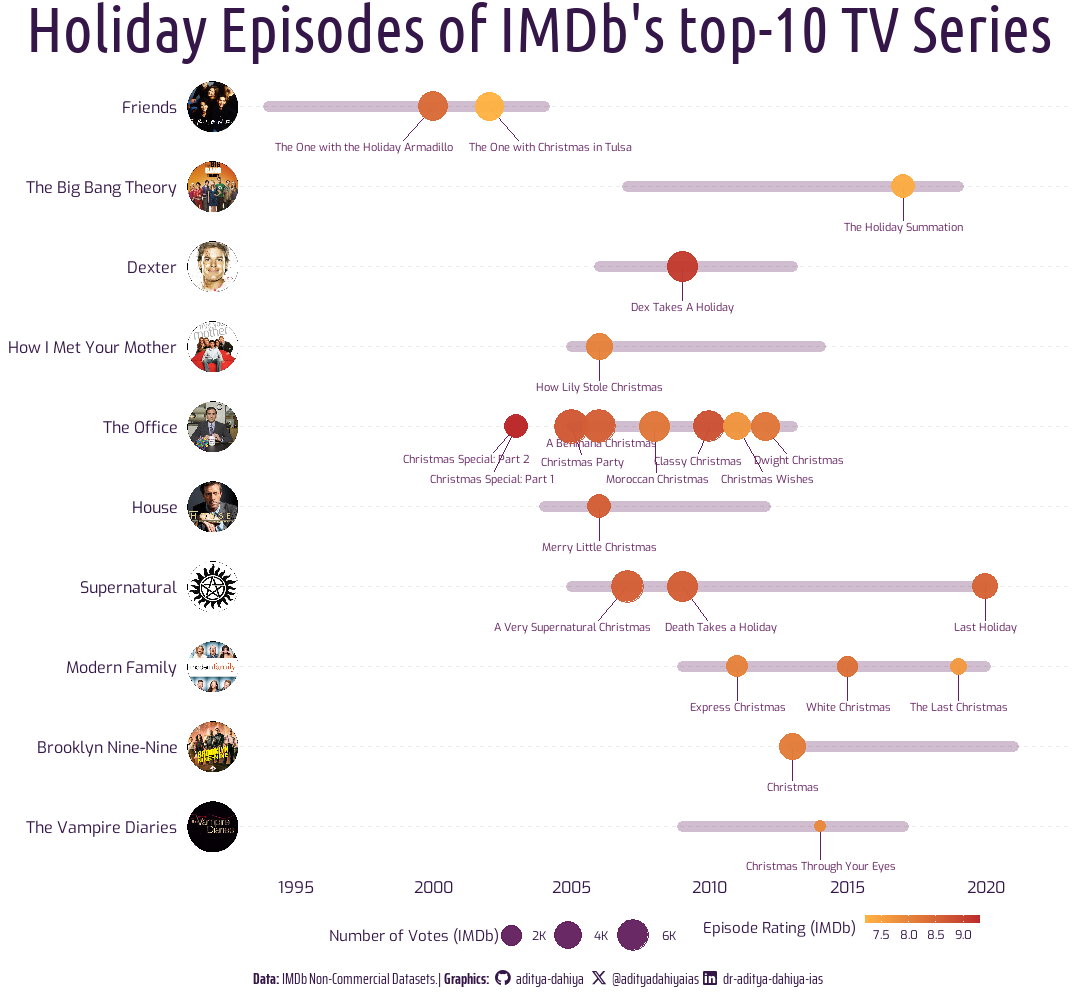 Holiday Episodes of IMDb's top-10 TV Series
Friends
The One with the Holiday Armadillo
The One with Christmas in Tulsa
The Big Bang Theory
The Holiday Summation
Dexter
Dex Takes A Holiday
How I Met Your Mother
How Lily Stole Christmas
The Office
A Benihana Christmas
Christmas Special: Part 2
Christmas Party
Classy Christmas
Dwight Christmas
Christmas Special: Part 1
Moroccan Christmas
Christmas Wishes
House
Merry Little Christmas
Supernatural
A Very Supernatural Christmas
Death Takes a Holiday
Last Holiday
Modern Family
Express Christmas
White Christmas
The Last Christmas
Brooklyn Nine-Nine
Christmas
The Vampire Diaries
Christmas Through Your Eyes
1995 2000 2005 2010 2015 2020
Number of Votes (IMDb) 2K 4K 6K
Episode Rating (IMDb) 7.5 8.0 8.5 9.0
Data: IMDb Non-Commercial Datasets.| Graphics: aditya-dahiya @adityadahiyaias dr-aditya-dahiya-ias